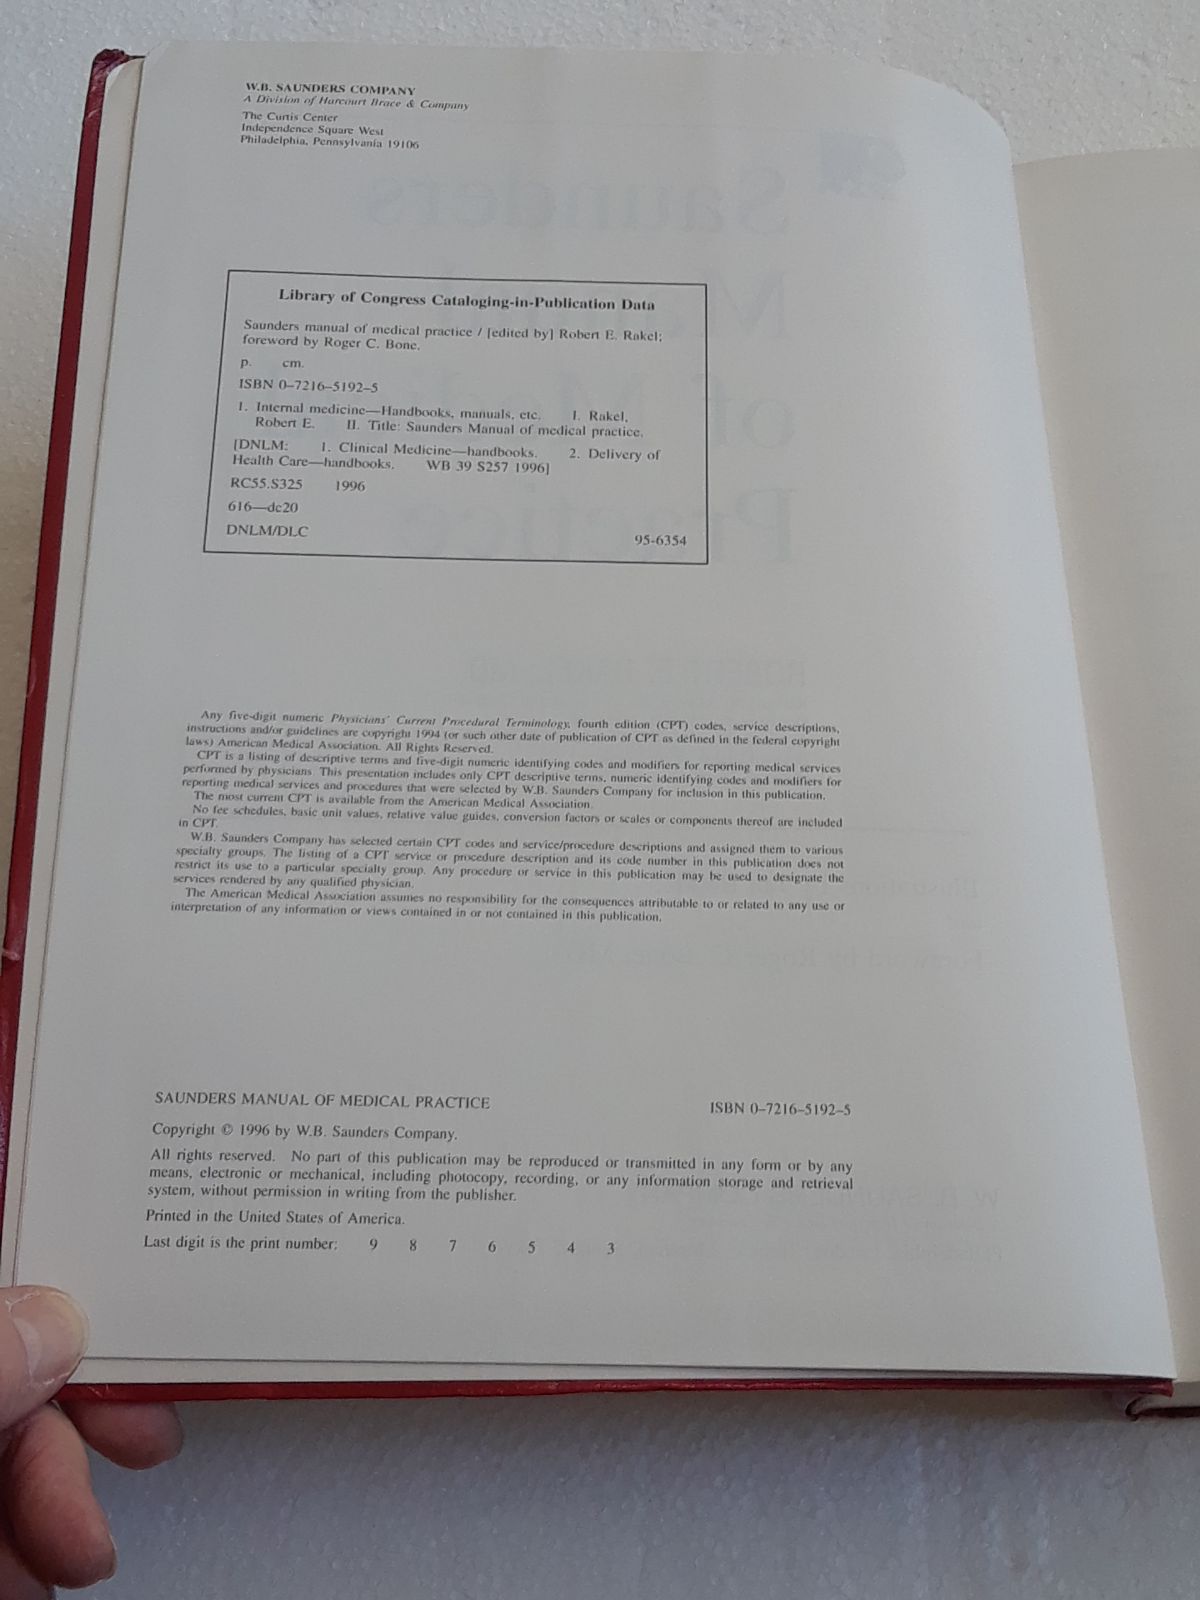 W.B. SAUNDERS COMPANY
A Division of Harcourt Brace & Company
The Curtis Center
Independence Square West
Philadelphia, Pennsylvania 19106
Library of Congress Cataloging-in-Publication Data
Saunders manual of medical practice / [edited by] Robert E. Rakel;
foreword by Roger C. Bone.
p. cm.
ISBN 0–7216–5192–5
1. Internal medicine—Handbooks, manuals, etc. I. Rakel,
Robert E. II. Title: Saunders Manual of medical practice.
[DNLM: 1. Clinical Medicine—handbooks. 2. Delivery of
Health Care—handbooks. WB 39 S257 1996]
RC55.S325 1996
616—dc20
DNLM/DLC 95-6354
Any five-digit numeric Physicians' Current Procedural Terminology, fourth edition (CPT) codes, service descriptions,
instructions and/or guidelines are copyright 1994 (or such other date of publication of CPT as defined in the federal copyright
laws) American Medical Association. All Rights Reserved.
CPT is a listing of descriptive terms and five-digit numeric identifying codes and modifiers for reporting medical services
performed by physicians. This presentation includes only CPT descriptive terms, numeric identifying codes and modifiers for
reporting medical services and procedures that were selected by W.B. Saunders Company for inclusion in this publication.
The most current CPT is available from the American Medical Association.
No fee schedules, basic unit values, relative value guides, conversion factors or scales or components thereof are included
in CPT.
W.B. Saunders Company has selected certain CPT codes and service/procedure descriptions and assigned them to various
specialty groups. The listing of a CPT service or procedure description and its code number in this publication does not
restrict its use to a particular specialty group. Any procedure or service in this publication may be used to designate the
services rendered by any qualified physician.
The American Medical Association assumes no responsibility for the consequences attributable to or related to any use or
interpretation of any information or views contained in or not contained in this publication.
SAUNDERS MANUAL OF MEDICAL PRACTICE ISBN 0–7216–5192–5
Copyright © 1996 by W.B. Saunders Company.
All rights reserved. No part of this publication may be reproduced or transmitted in any form or by any
means, electronic or mechanical, including photocopy, recording, or any information storage and retrieval
system, without permission in writing from the publisher.
Printed in the United States of America.
Last digit is the print number: 9 8 7 6 5 4 3